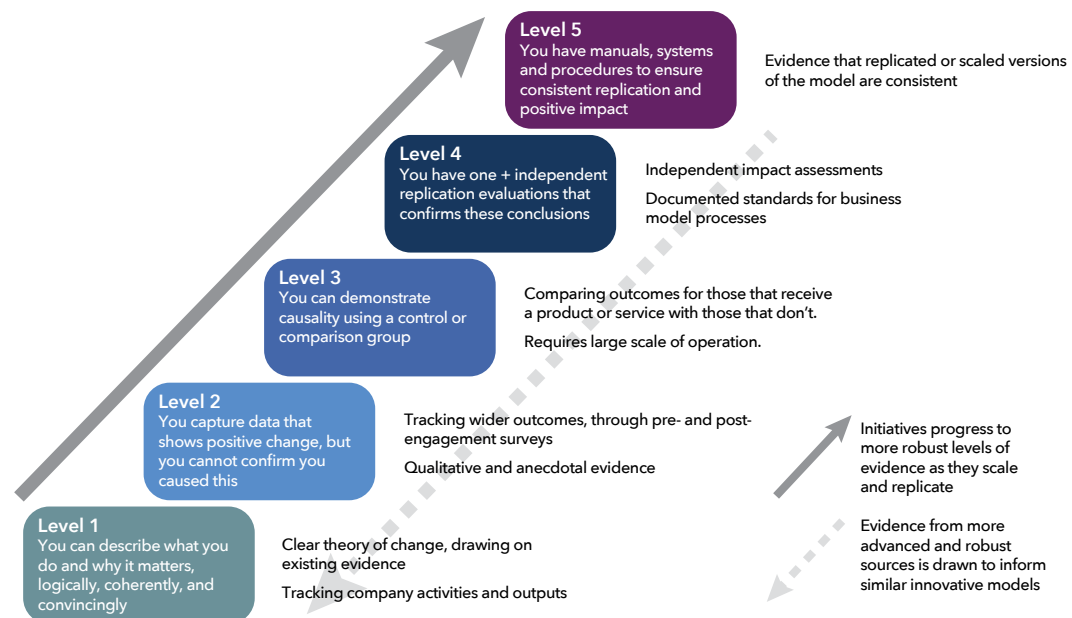 Level 5
You have manuals, systems
and procedures to ensure
consistent replication and
positive impact
Evidence that replicated or scaled versions
of the model are consistent
Level 4
You have one + independent
replication evaluations that
confirms these conclusions
Independent impact assessments
Documented standards for business
model processes
Level 3
You can demonstrate
causality using a control or
comparison group
Comparing outcomes for those that receive
a product or service with those that don’t.
Requires large scale of operation.
Level 2
You capture data that
shows positive change, but
you cannot confirm you
caused this
Tracking wider outcomes, through pre- and post-
engagement surveys
Qualitative and anecdotal evidence
Level 1
You can describe what you
do and why it matters,
logically, coherently, and
convincingly
Clear theory of change, drawing on
existing evidence
Tracking company activities and outputs
Initiatives progress to
more robust levels of
evidence as they scale
and replicate
Evidence from more
advanced and robust
sources is drawn to inform
similar innovative models